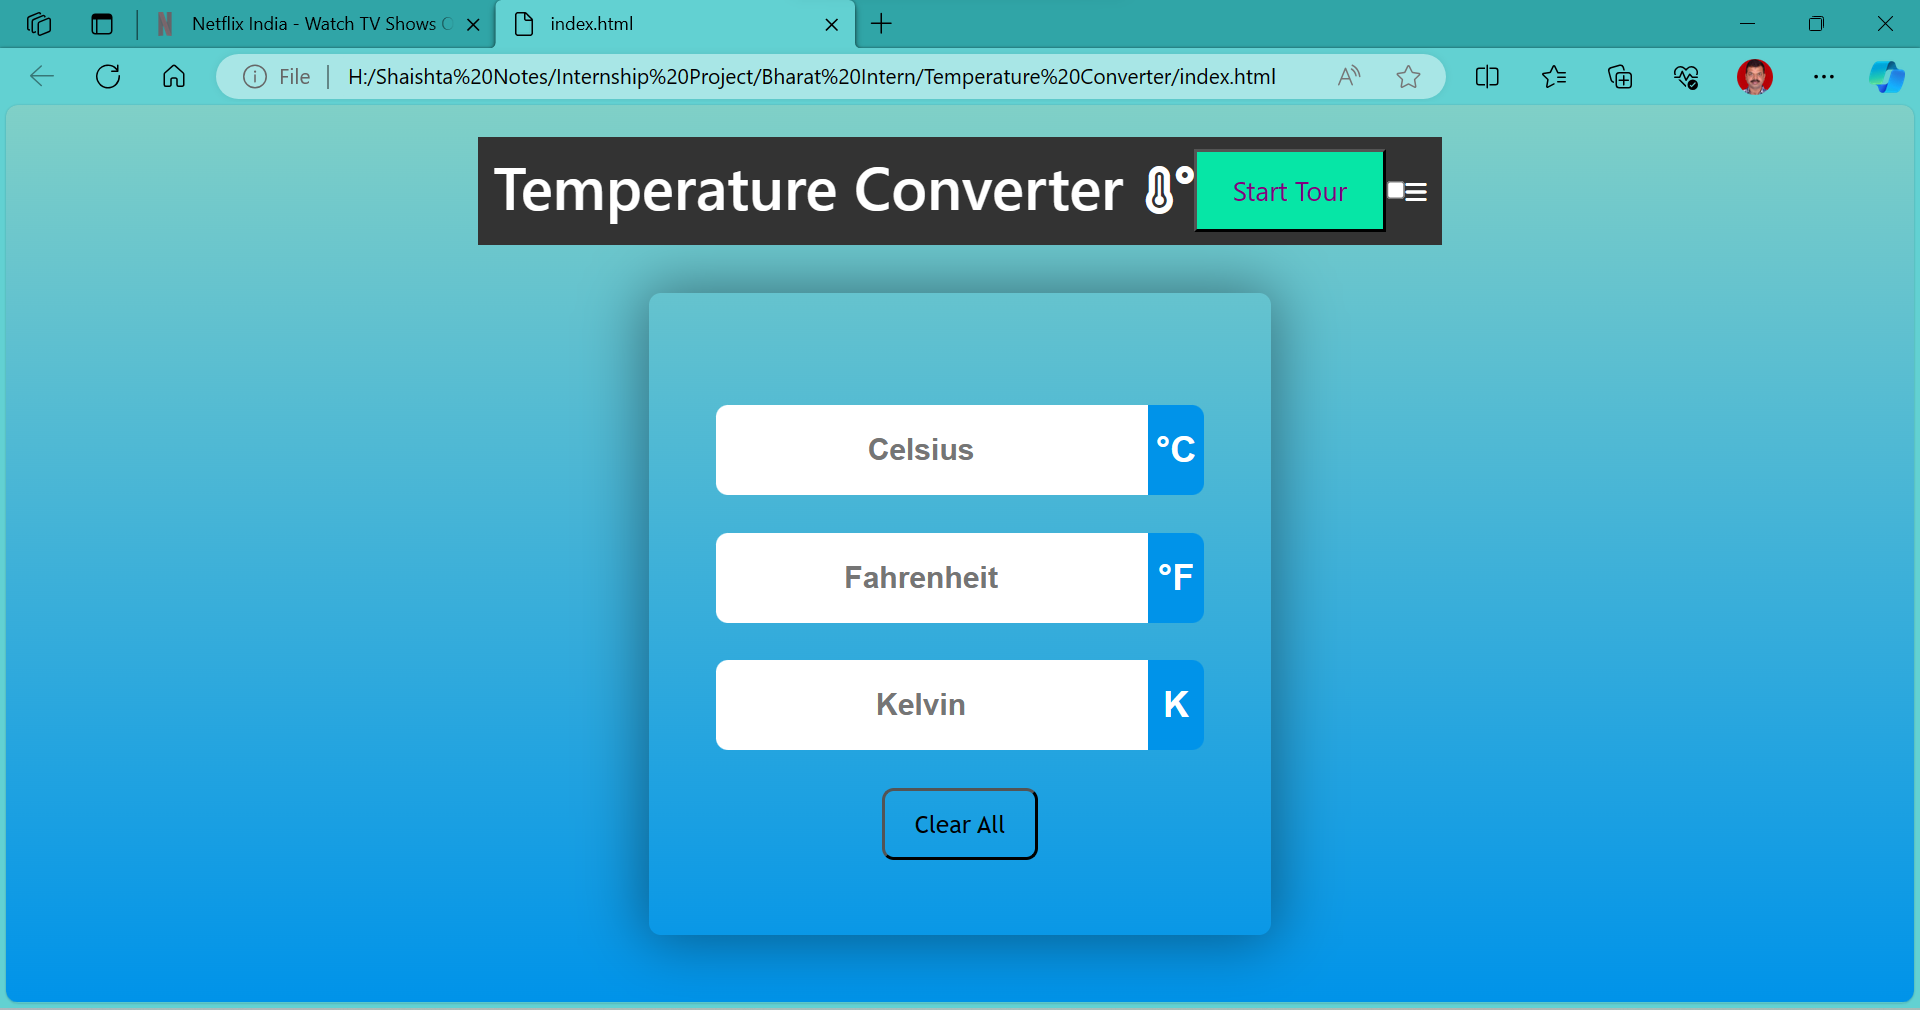 Netflix India - Watch TV Shows
index.html
File
H:/Shaishta%20Notes/Internship%20Project/Bharat%20Intern/Temperature%20Converter/index.html
Temperature Converter
Start Tour
Celsius °C
Fahrenheit °F
Kelvin K
Clear All